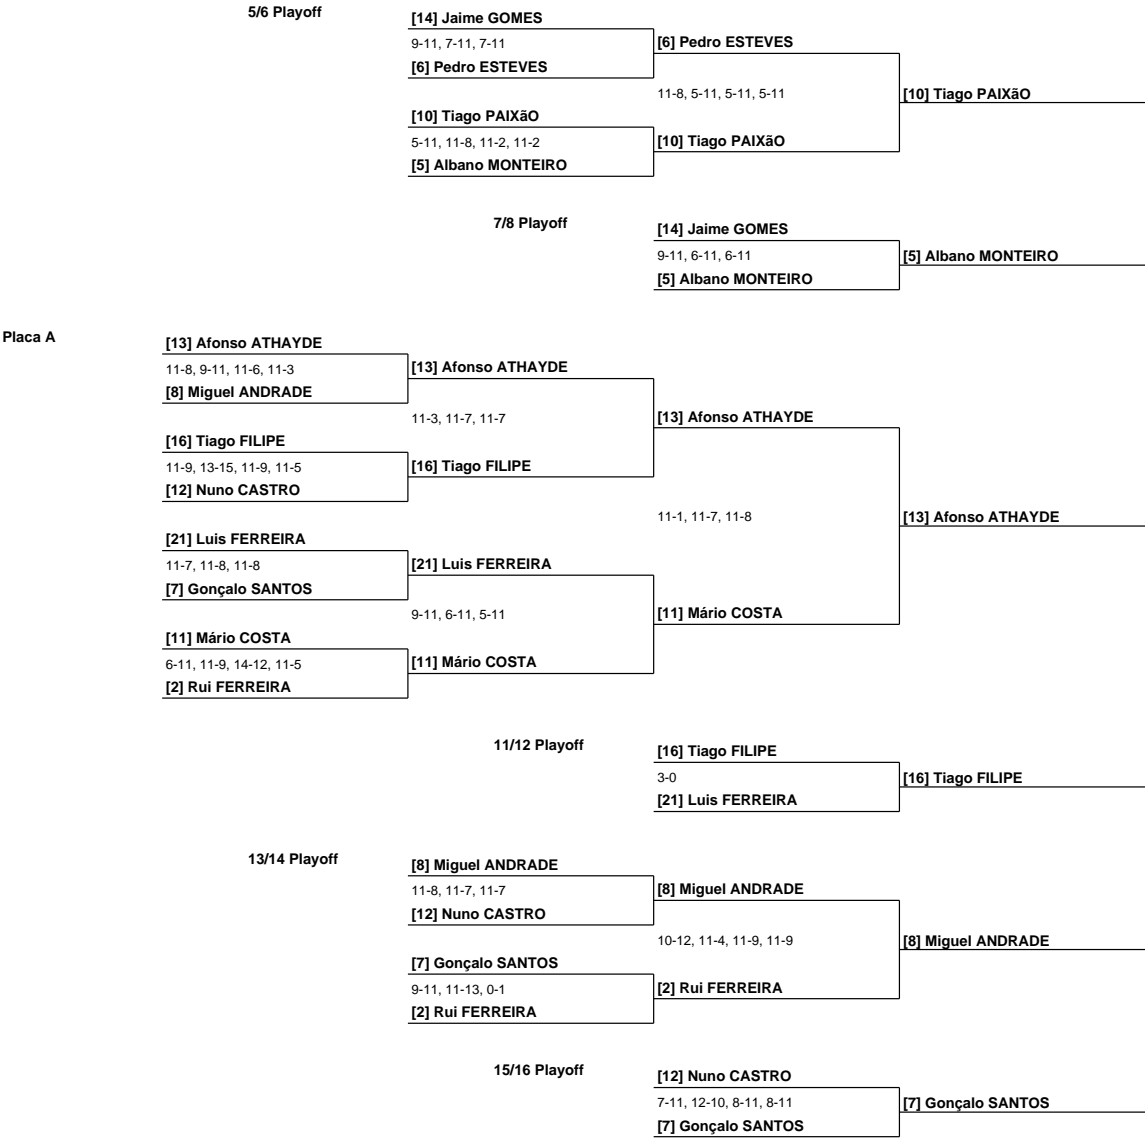 5/6 Playoff
[14] Jaime GOMES
9-11, 7-11, 7-11
[6] Pedro ESTEVES
[6] Pedro ESTEVES
11-8, 5-11, 5-11, 5-11
[10] Tiago PAIXãO
[10] Tiago PAIXãO
5-11, 11-8, 11-2, 11-2
[10] Tiago PAIXãO
[5] Albano MONTEIRO
7/8 Playoff
[14] Jaime GOMES
9-11, 6-11, 6-11
[5] Albano MONTEIRO
[5] Albano MONTEIRO
Placa A
[13] Afonso ATHAYDE
11-8, 9-11, 11-6, 11-3
[13] Afonso ATHAYDE
[8] Miguel ANDRADE
11-3, 11-7, 11-7
[13] Afonso ATHAYDE
[16] Tiago FILIPE
11-9, 13-15, 11-9, 11-5
[16] Tiago FILIPE
[12] Nuno CASTRO
11-1, 11-7, 11-8
[13] Afonso ATHAYDE
[21] Luis FERREIRA
11-7, 11-8, 11-8
[21] Luis FERREIRA
[7] Gonçalo SANTOS
9-11, 6-11, 5-11
[11] Mário COSTA
[11] Mário COSTA
6-11, 11-9, 14-12, 11-5
[11] Mário COSTA
[2] Rui FERREIRA
11/12 Playoff
[16] Tiago FILIPE
3-0
[16] Tiago FILIPE
[21] Luis FERREIRA
13/14 Playoff
[8] Miguel ANDRADE
11-8, 11-7, 11-7
[8] Miguel ANDRADE
[12] Nuno CASTRO
10-12, 11-4, 11-9, 11-9
[8] Miguel ANDRADE
[7] Gonçalo SANTOS
9-11, 11-13, 0-1
[2] Rui FERREIRA
[2] Rui FERREIRA
15/16 Playoff
[12] Nuno CASTRO
7-11, 12-10, 8-11, 8-11
[7] Gonçalo SANTOS
[7] Gonçalo SANTOS